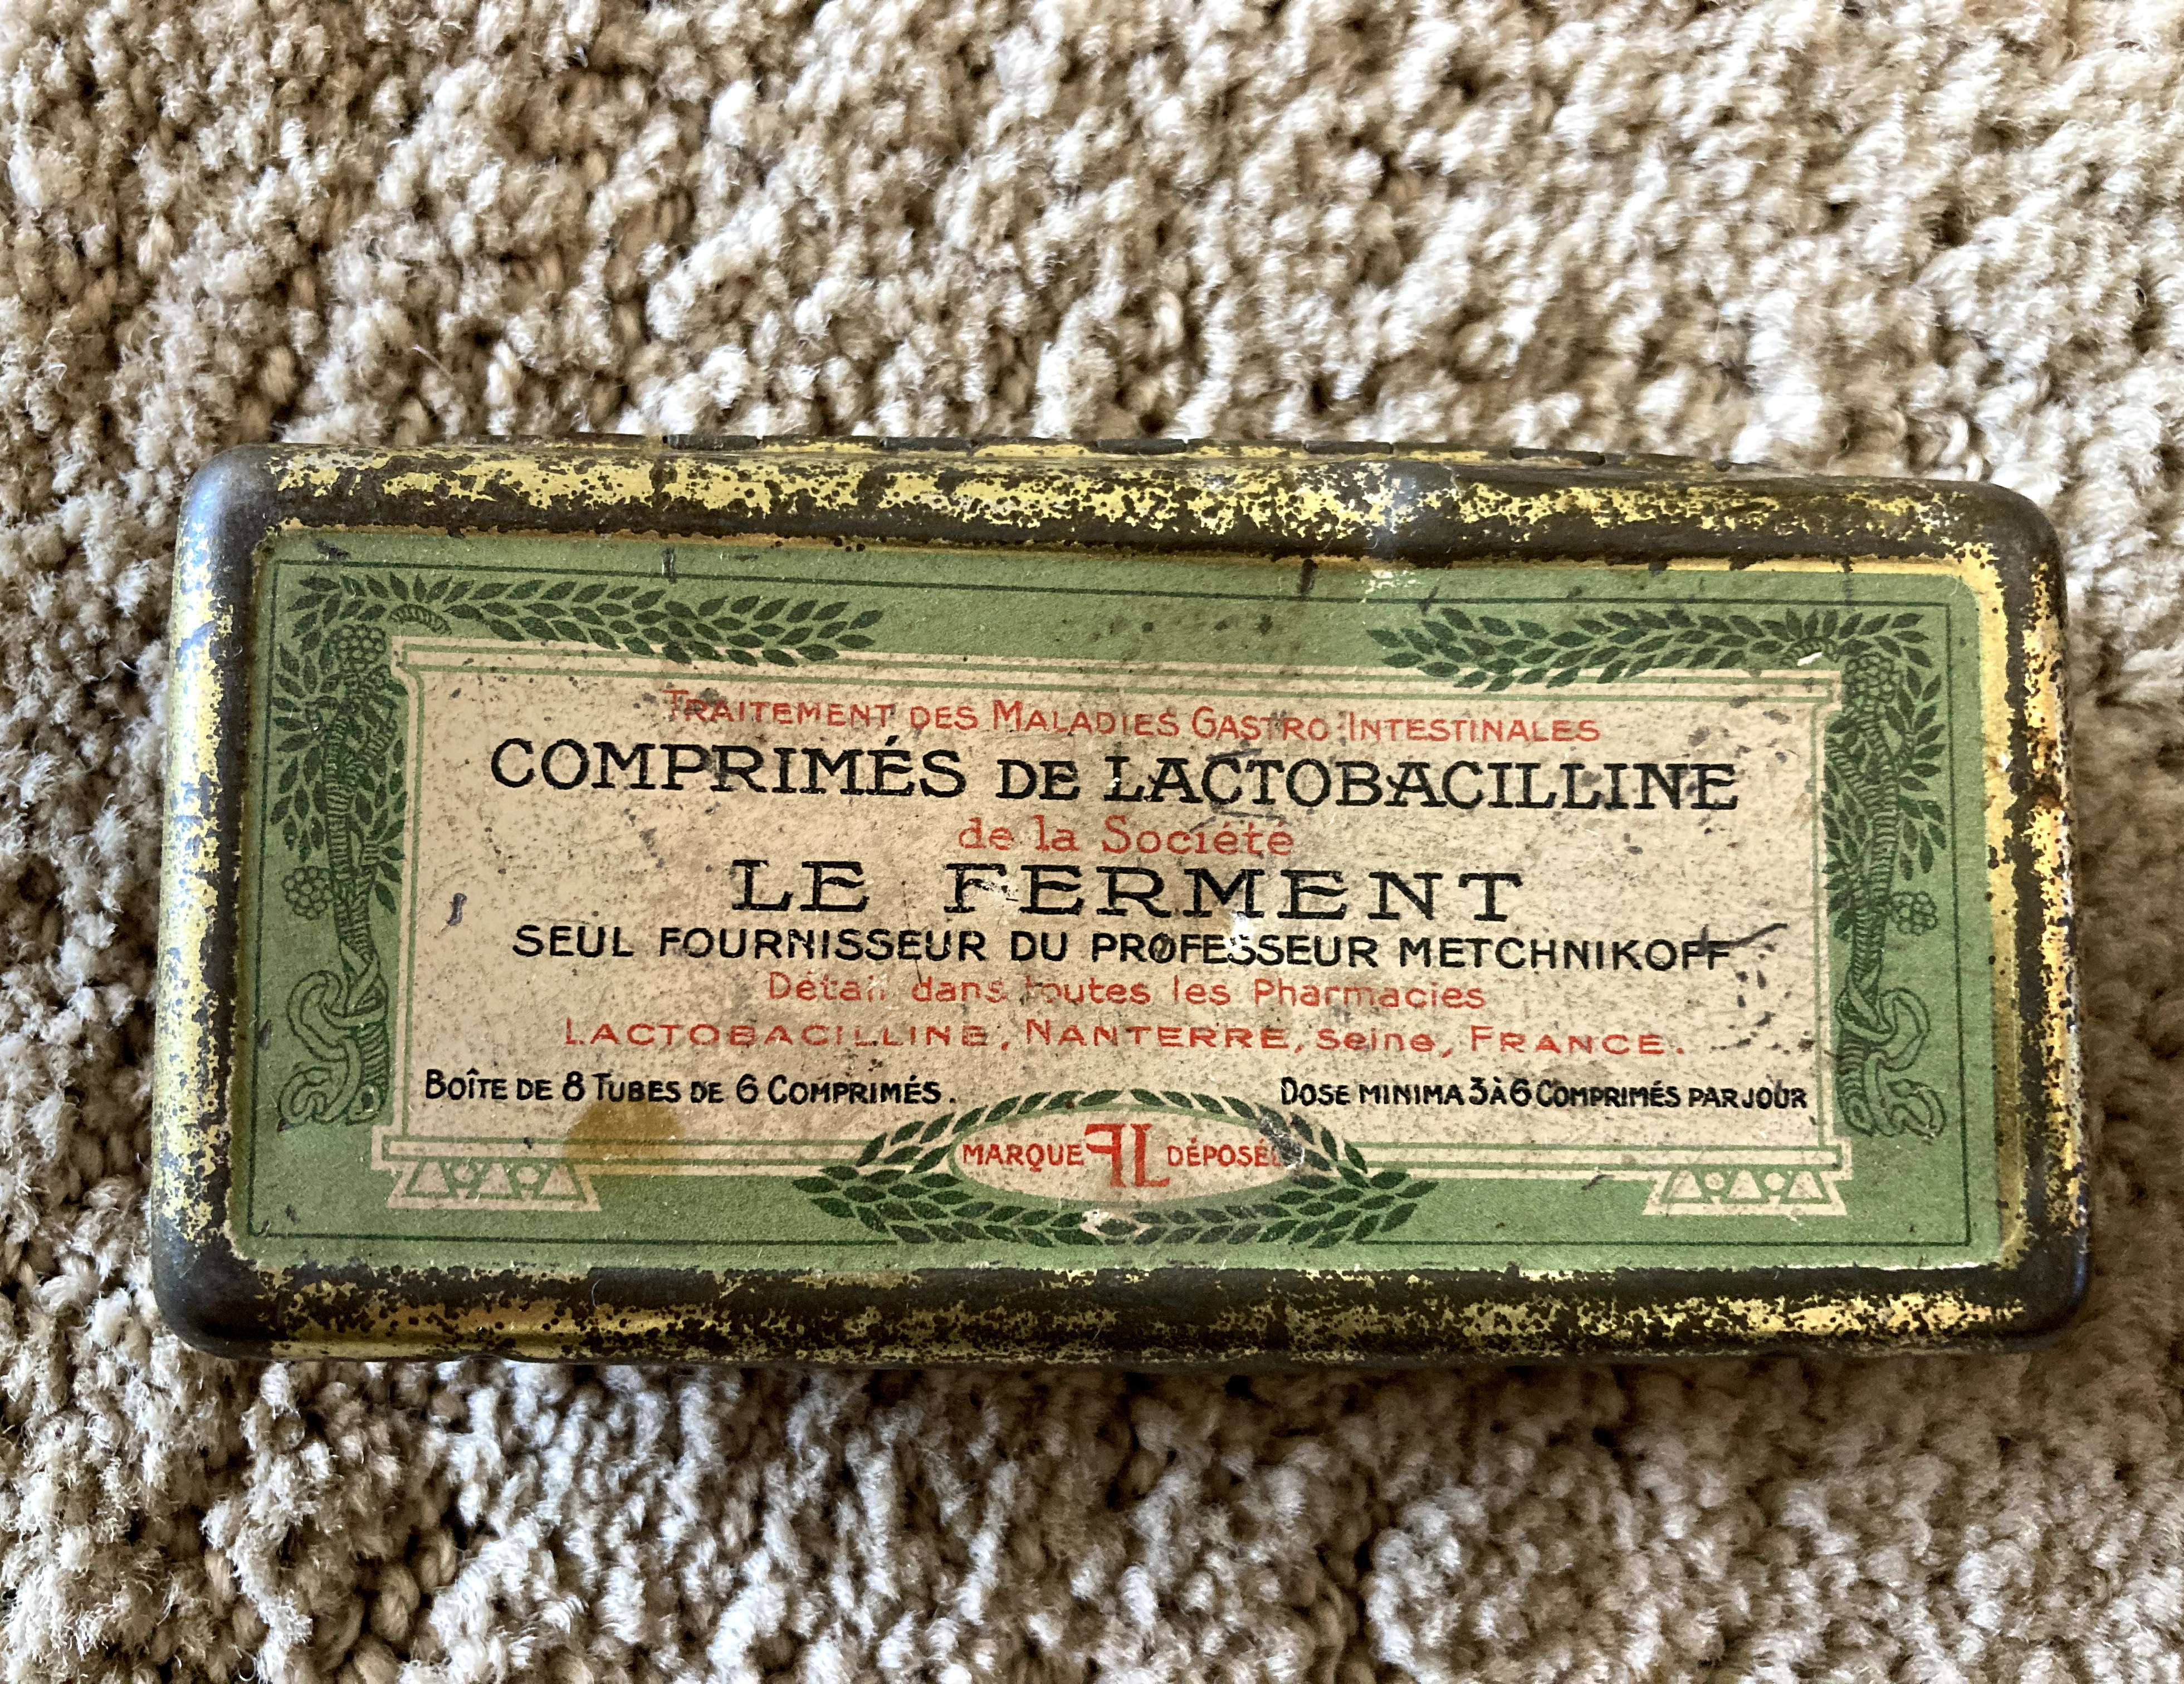 TRAITEMENT DES MALADIES GASTRO-INTESTINALES
COMPRIMÉS DE LACTOBACILLINE
de la Société
LE FERMENT
SEUL FOURNISSEUR DU PROFESSEUR METCHNIKOFF
Détail dans toutes les Pharmacies
LACTOBACILLINE, NANTERRE, Seine, FRANCE.
BOÎTE DE 8 TUBES DE 6 COMPRIMÉS.
DOSE MINIMA 3 À 6 COMPRIMÉS PAR JOUR
MARQUE FL DÉPOSÉE